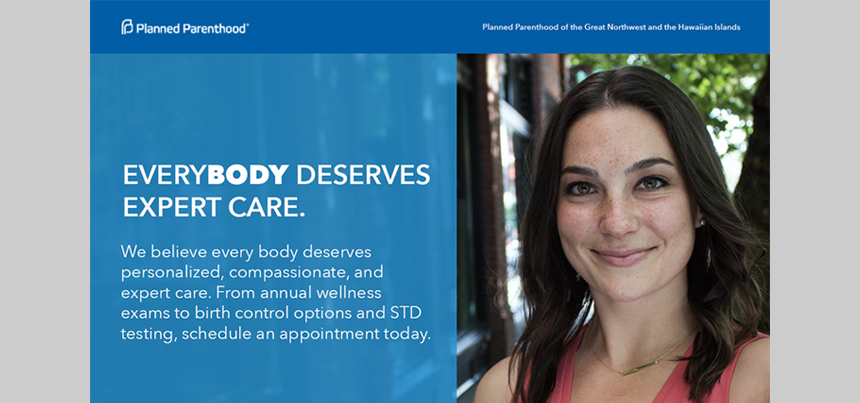 Planned Parenthood®
Planned Parenthood of the Great Northwest and the Hawaiian Islands
EVERYBODY DESERVES
EXPERT CARE.
We believe every body deserves
personalized, compassionate, and
expert care. From annual wellness
exams to birth control options and STD
testing, schedule an appointment today.